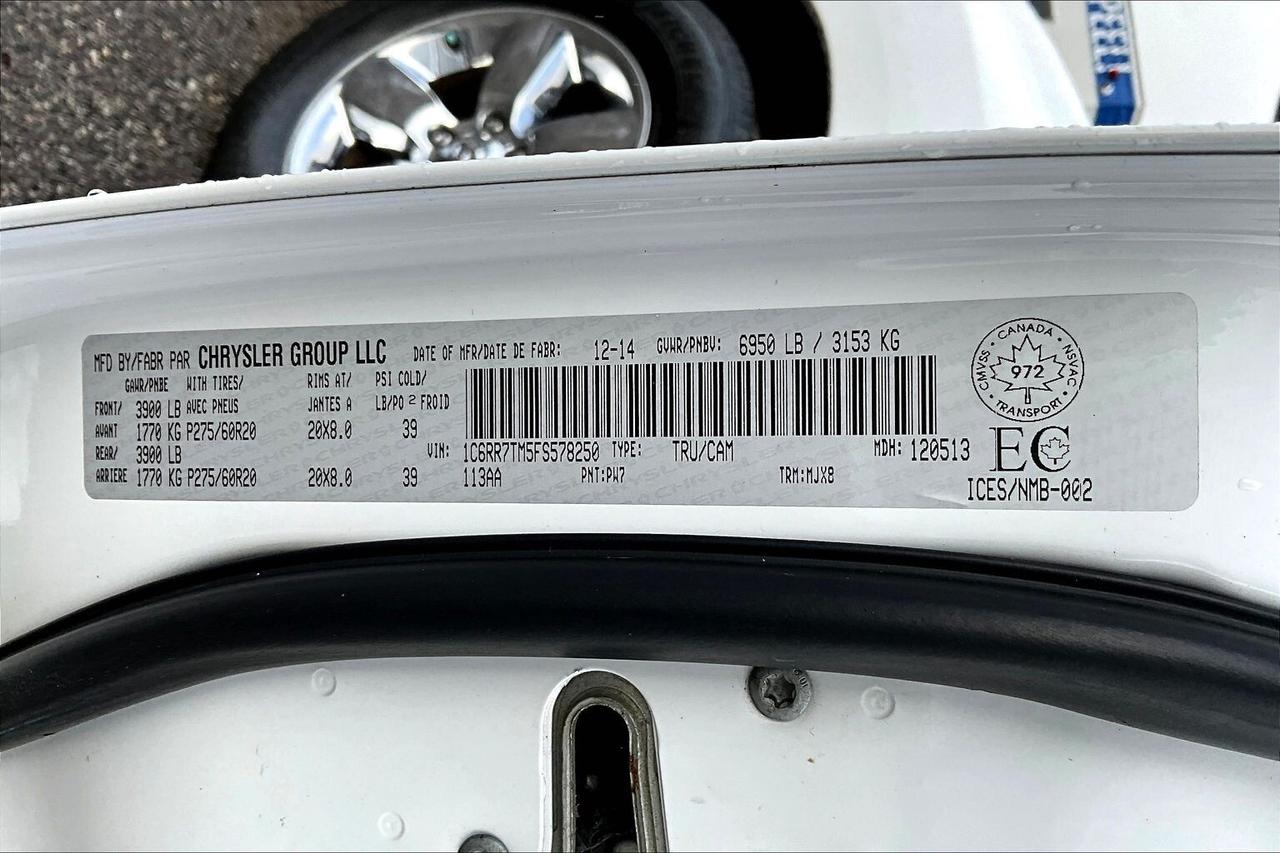 MFD BY/FABR PAR CHRYSLER GROUP LLC DATE OF MFR/DATE DE FABR: 12-14 GVWR/PNBV: 6950 LB / 3153 KG
GAWR/PNBE WITH TIRES/ RIMS AT/ PSI COLD/
FRONT/ 3900 LB AVEC PNEUS JANTES A LB/PO 2 FROID
AVANT 1770 KG P275/60R20 20X8.0 39
REAR/ 3900 LB
ARRIERE 1770 KG P275/60R20 20X8.0 39
VIN: 1C6RR7TM5FS578250 TYPE: TRU/CAM MDH: 120513
113AA PNT:PW7 TRM:MJX8
CANADA
CMVSS • NSVAC
972
TRANSPORT
EC
ICES/NMB-002